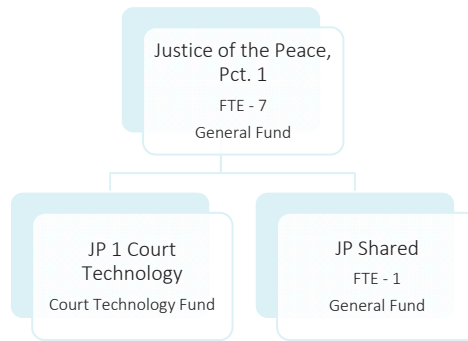 Justice of the Peace,
Pct. 1
FTE - 7
General Fund
JP 1 Court
Technology
Court Technology Fund
JP Shared
FTE - 1
General Fund